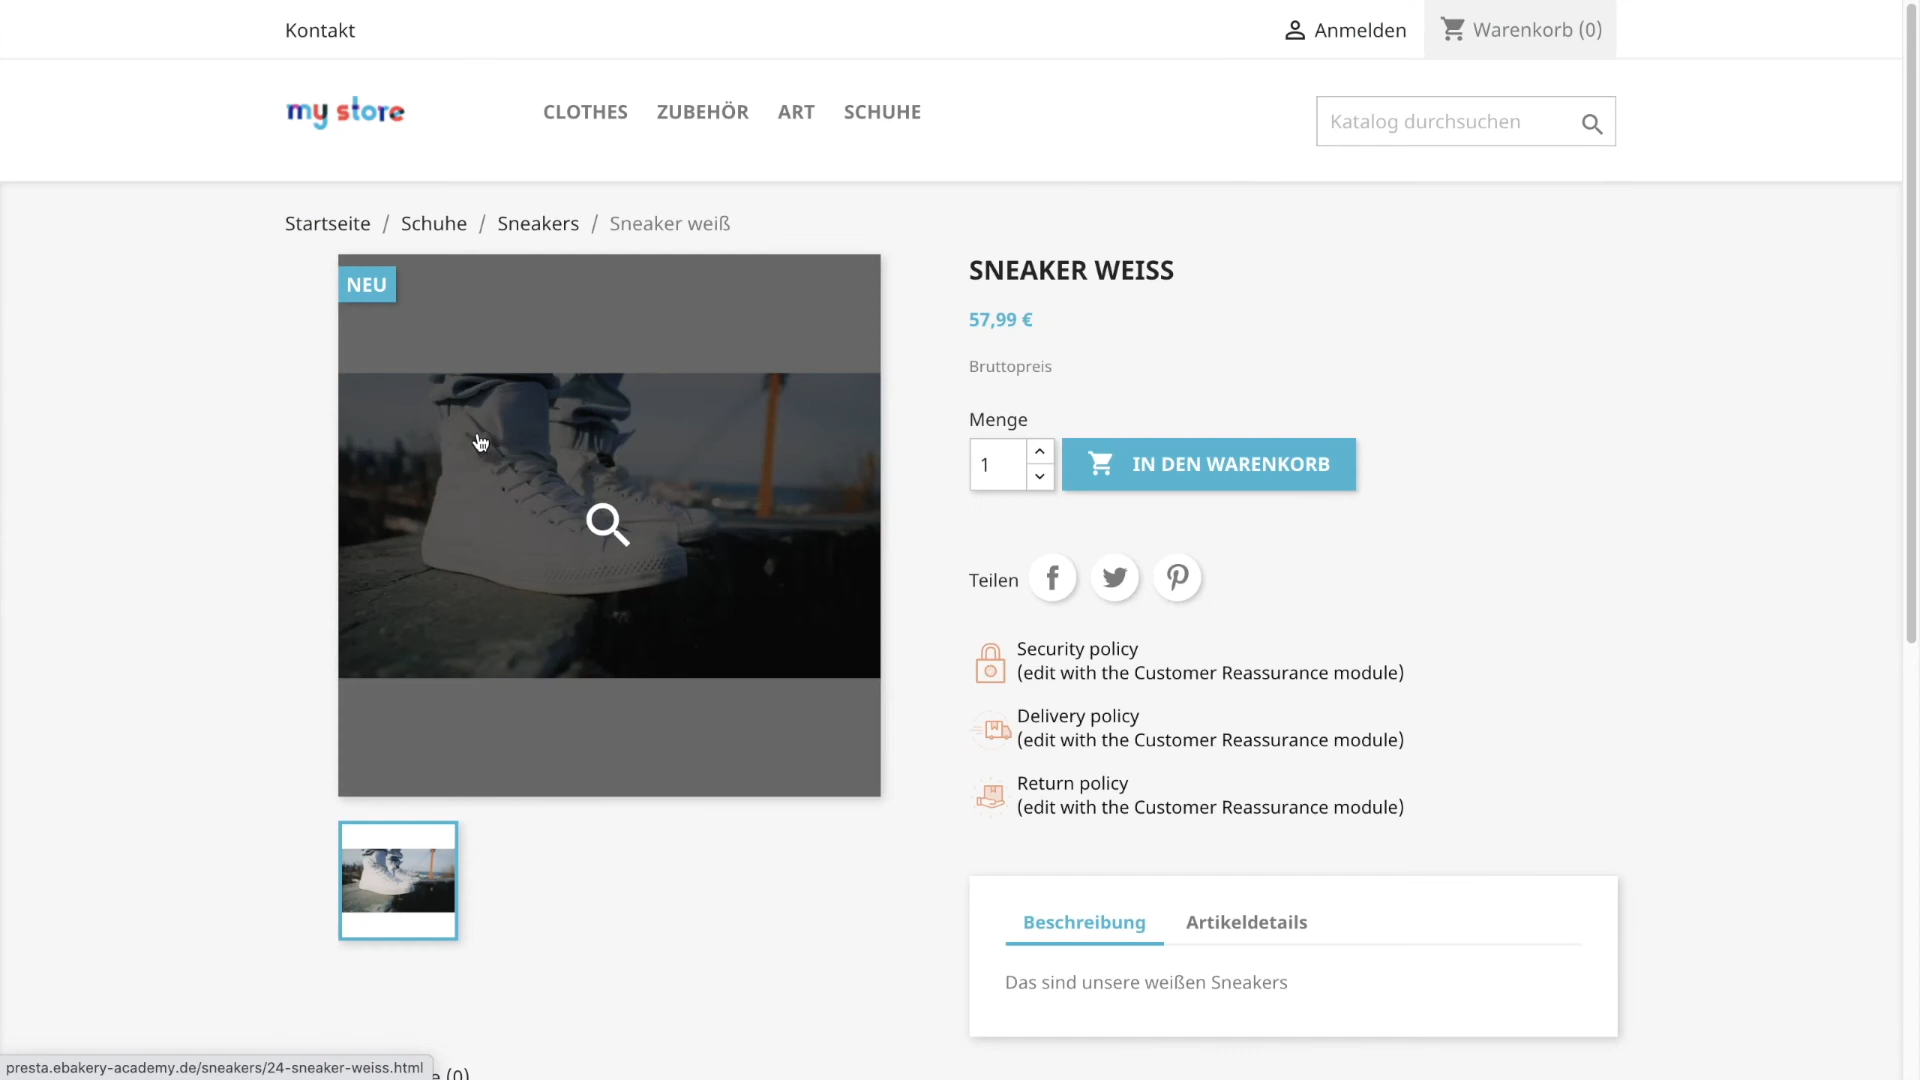 Kontakt
Anmelden
Warenkorb (0)
my store
CLOTHES ZUBEHÖR ART SCHUHE
Katalog durchsuchen
Startseite / Schuhe / Sneakers / Sneaker weiß
NEU
SNEAKER WEISS
57,99 €
Bruttopreis
Menge
1
IN DEN WARENKORB
Teilen
Security policy
(edit with the Customer Reassurance module)
Delivery policy
(edit with the Customer Reassurance module)
Return policy
(edit with the Customer Reassurance module)
Beschreibung Artikeldetails
Das sind unsere weißen Sneakers
presta.ebakery-academy.de/sneakers/24-sneaker-weiss.html
(0)